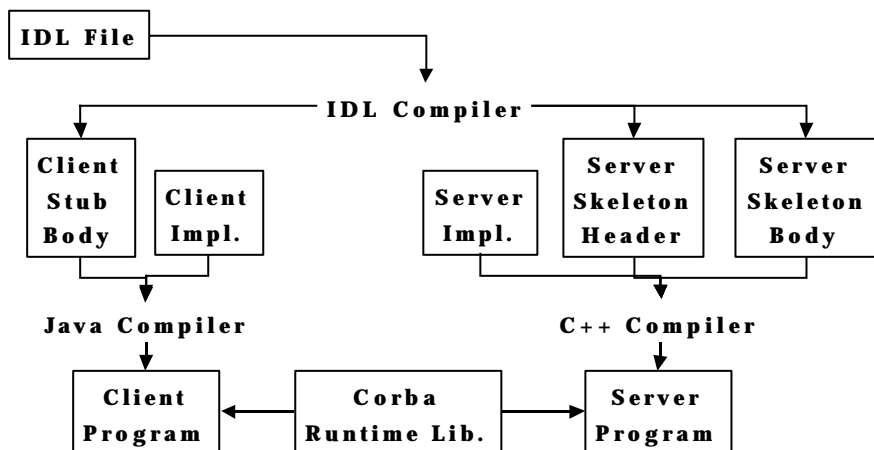 IDL File
IDL Compiler
Client
Stub
Body
Client
Impl.
Server
Impl.
Server
Skeleton
Header
Server
Skeleton
Body
Java Compiler
C++ Compiler
Client
Program
Corba
Runtime Lib.
Server
Program